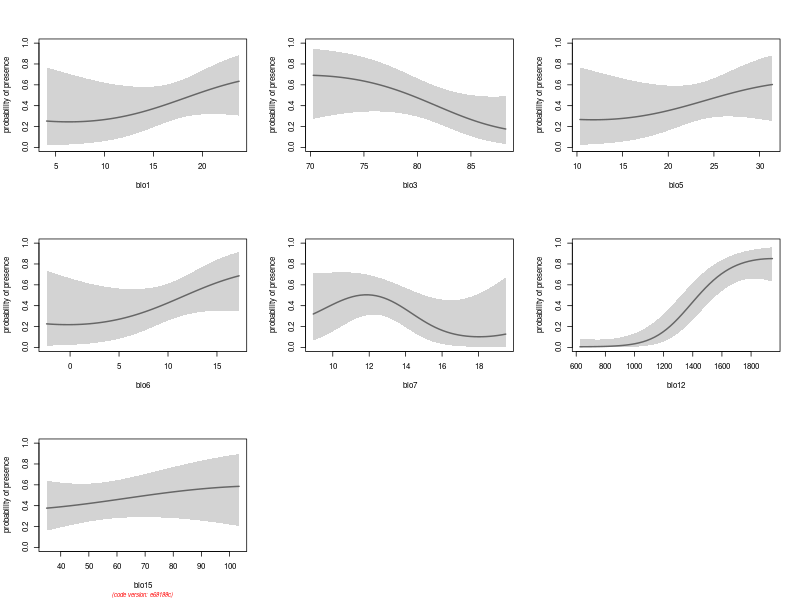 probability of presence
0.0 0.2 0.4 0.6 0.8 1.0
5 10 15 20
bio1
probability of presence
0.0 0.2 0.4 0.6 0.8 1.0
70 75 80 85
bio3
probability of presence
0.0 0.2 0.4 0.6 0.8 1.0
10 15 20 25 30
bio5
probability of presence
0.0 0.2 0.4 0.6 0.8 1.0
0 5 10 15
bio6
probability of presence
0.0 0.2 0.4 0.6 0.8 1.0
10 12 14 16 18
bio7
probability of presence
0.0 0.2 0.4 0.6 0.8 1.0
600 800 1000 1200 1400 1800
bio12
probability of presence
0.0 0.2 0.4 0.6 0.8 1.0
40 50 60 70 80 90 100
bio15
(code version: